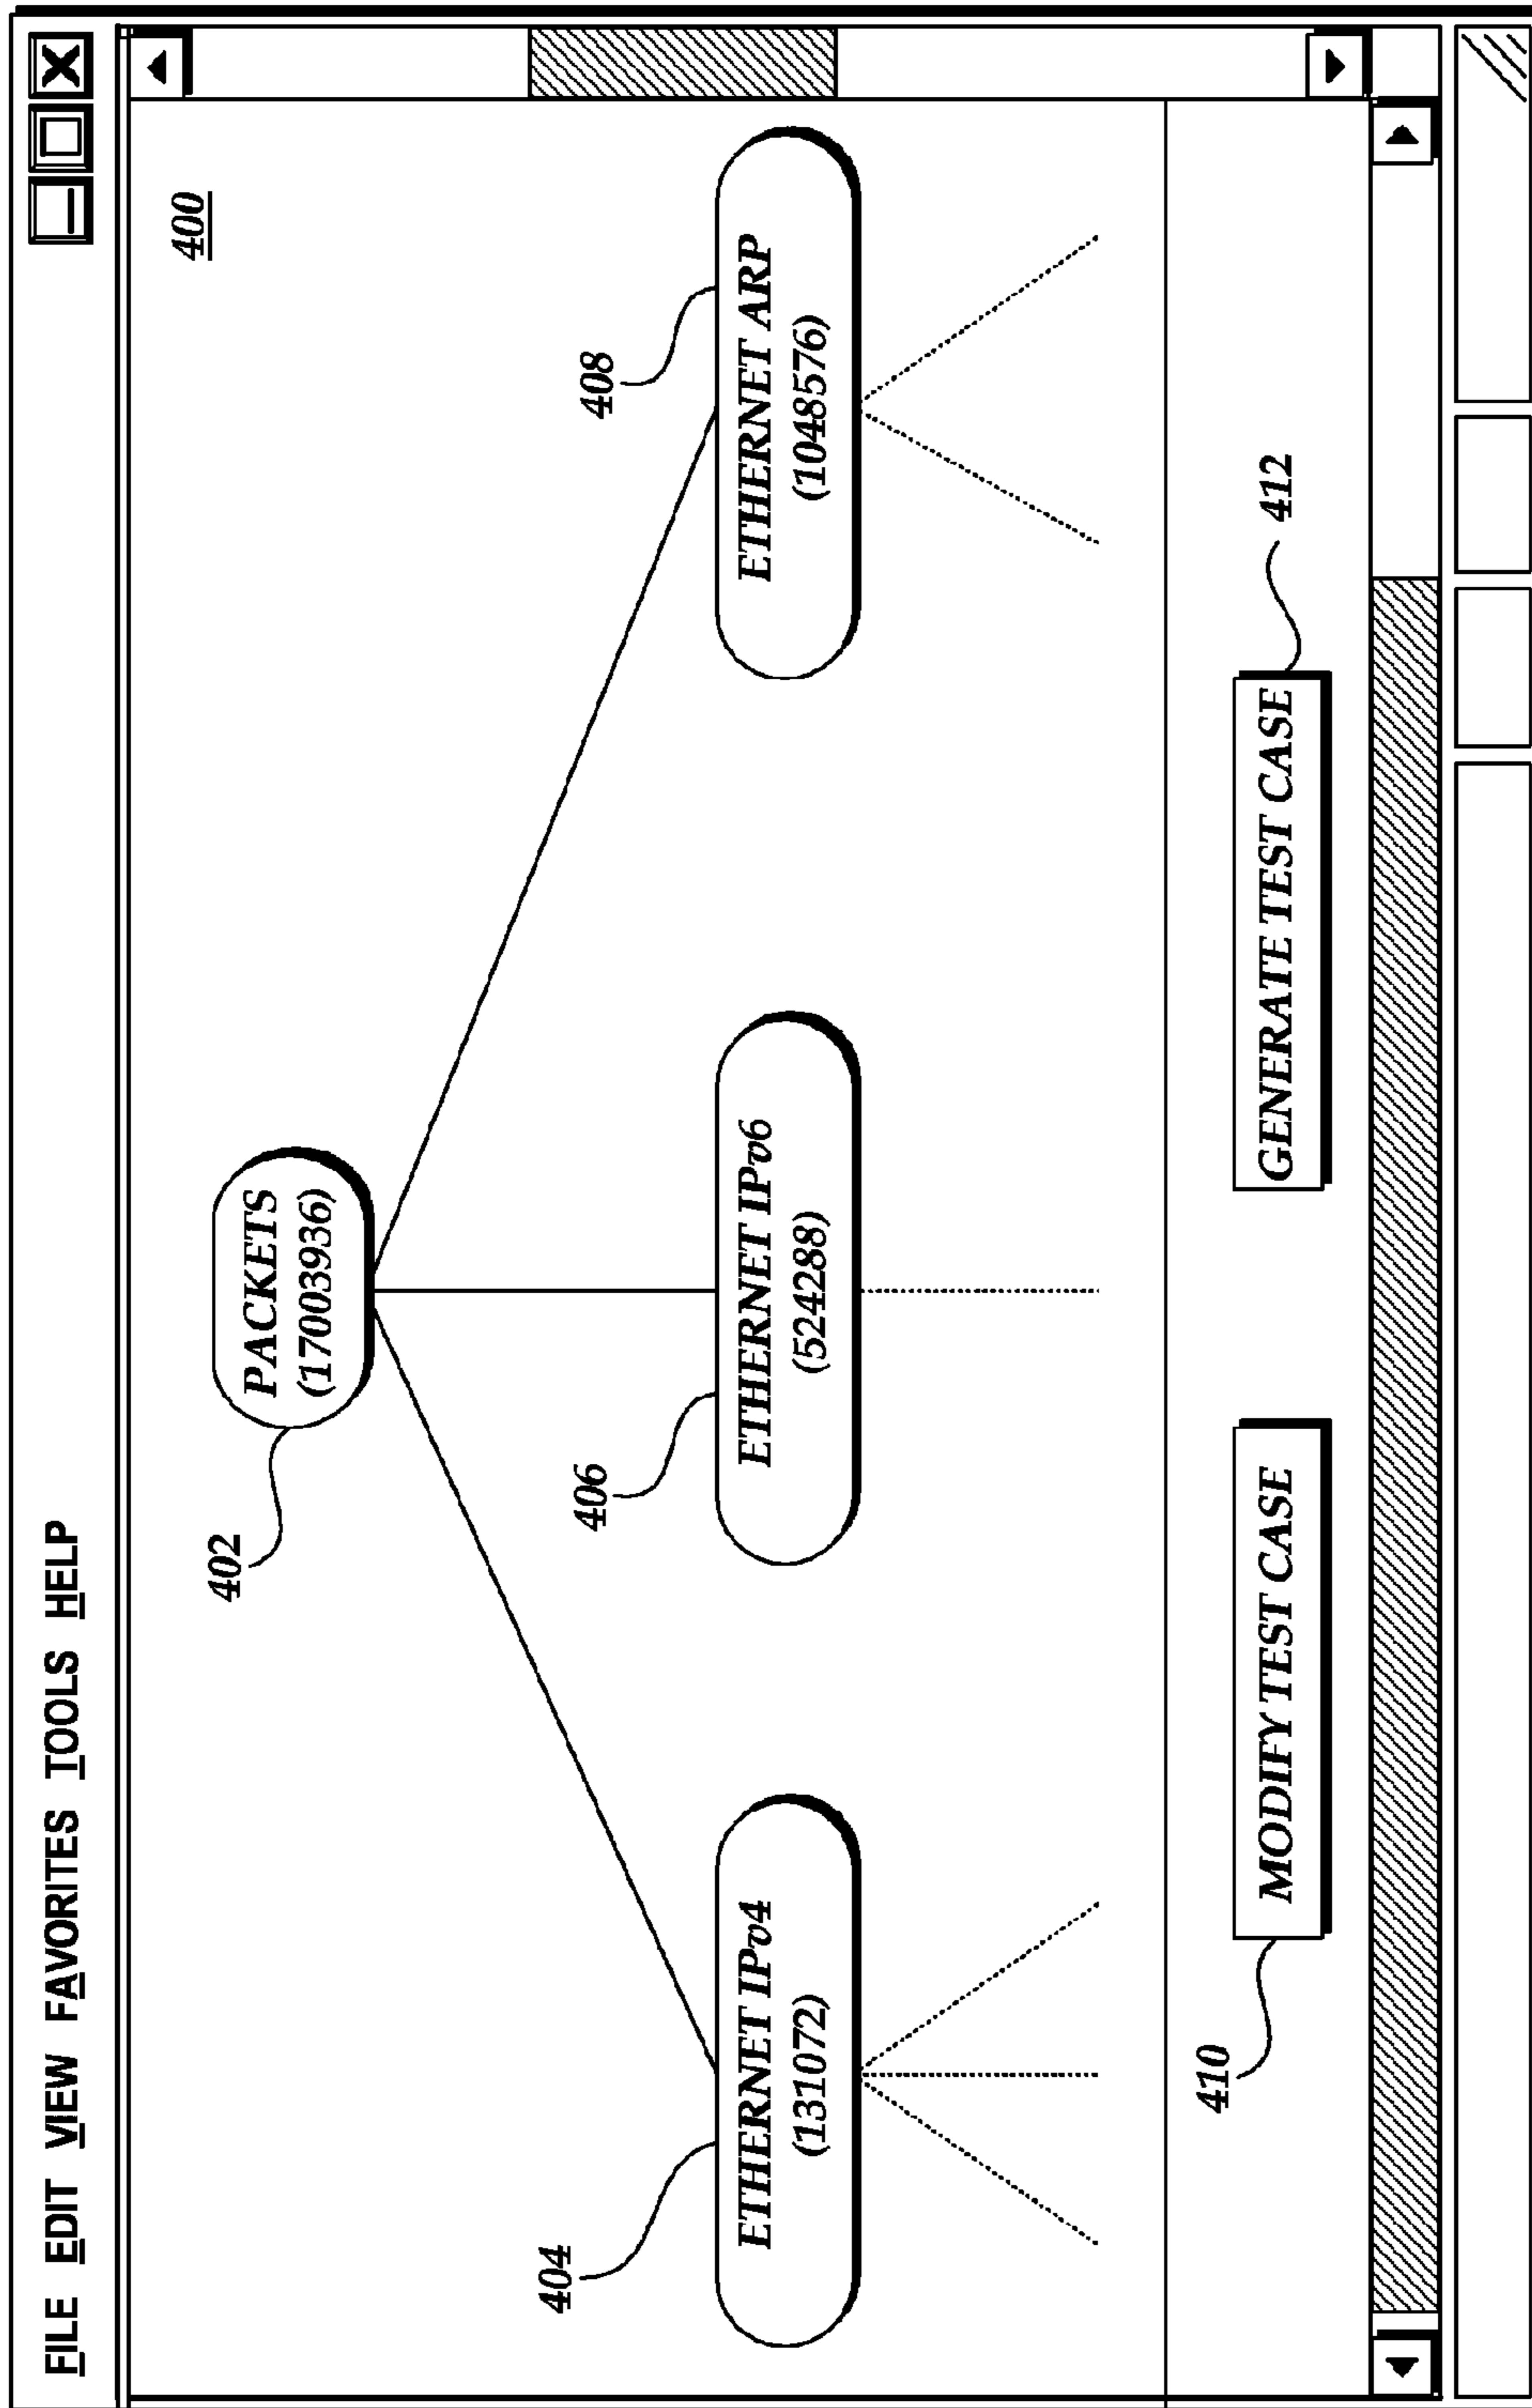 FILE EDIT VIEW FAVORITES TOOLS HELP
400
402
PACKETS
(17003936)
404
406
408
ETHERNET IPv4
(131072)
ETHERNET IPv6
(524288)
ETHERNET ARP
(1048576)
410
MODIFY TEST CASE
GENERATE TEST CASE
412